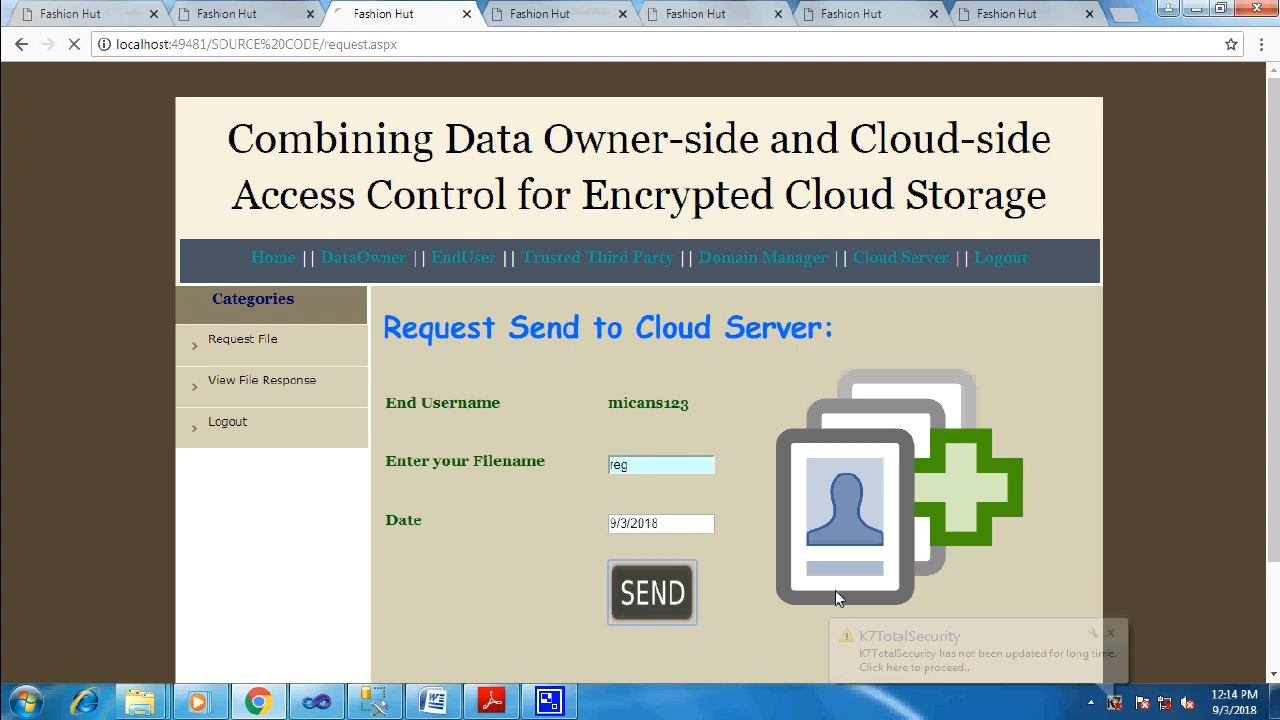 Fashion Hut
Fashion Hut
Fashion Hut
Fashion Hut
Fashion Hut
Fashion Hut
Fashion Hut
localhost:49481/SOURCE%20CODE/request.aspx
Combining Data Owner-side and Cloud-side
Access Control for Encrypted Cloud Storage
Home || DataOwner || EndUser || Trusted Third Party || Domain Manager || Cloud Server || Logout
Categories
Request File
View File Response
Logout
Request Send to Cloud Server:
End Username micans123
Enter your Filename reg
Date 9/3/2018
SEND
K7TotalSecurity
K7TotalSecurity has not been updated for long time.
Click here to proceed..
12:14 PM
9/3/2018